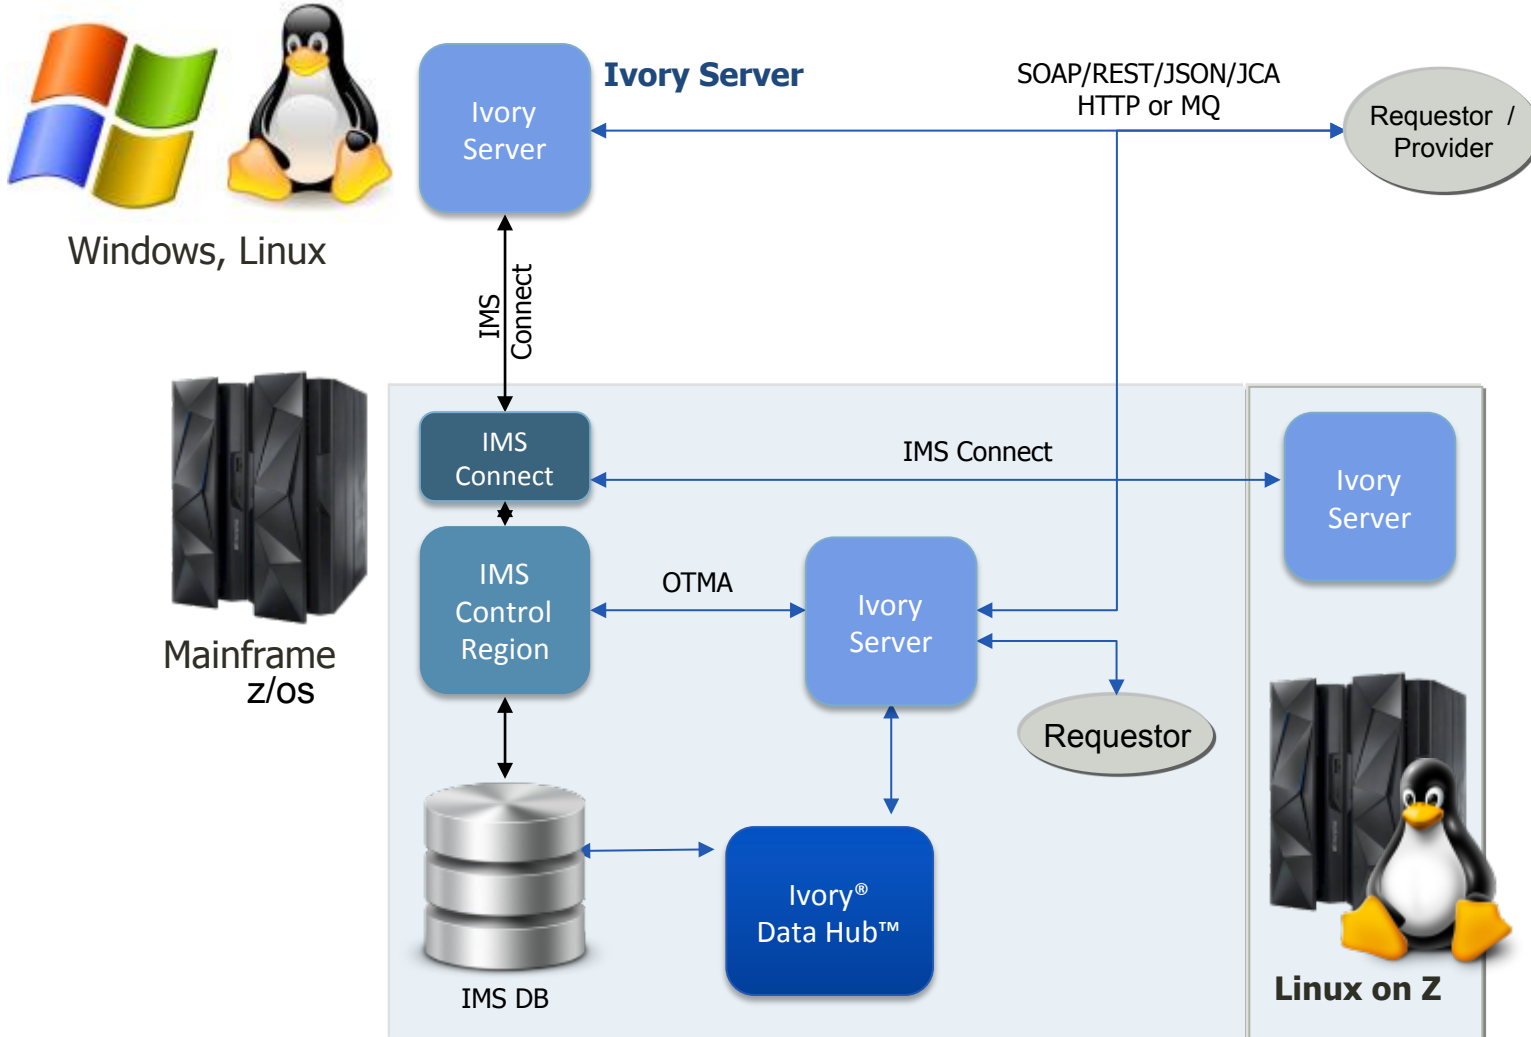 Ivory Server
Ivory
Server
SOAP/REST/JSON/JCA
HTTP or MQ
Requestor /
Provider
Windows, Linux
IMS
Connect
IMS
Connect
IMS Connect
Ivory
Server
IMS
Control
Region
OTMA
Ivory
Server
Mainframe
z/os
Requestor
Ivory®
Data Hub™
IMS DB
Linux on Z